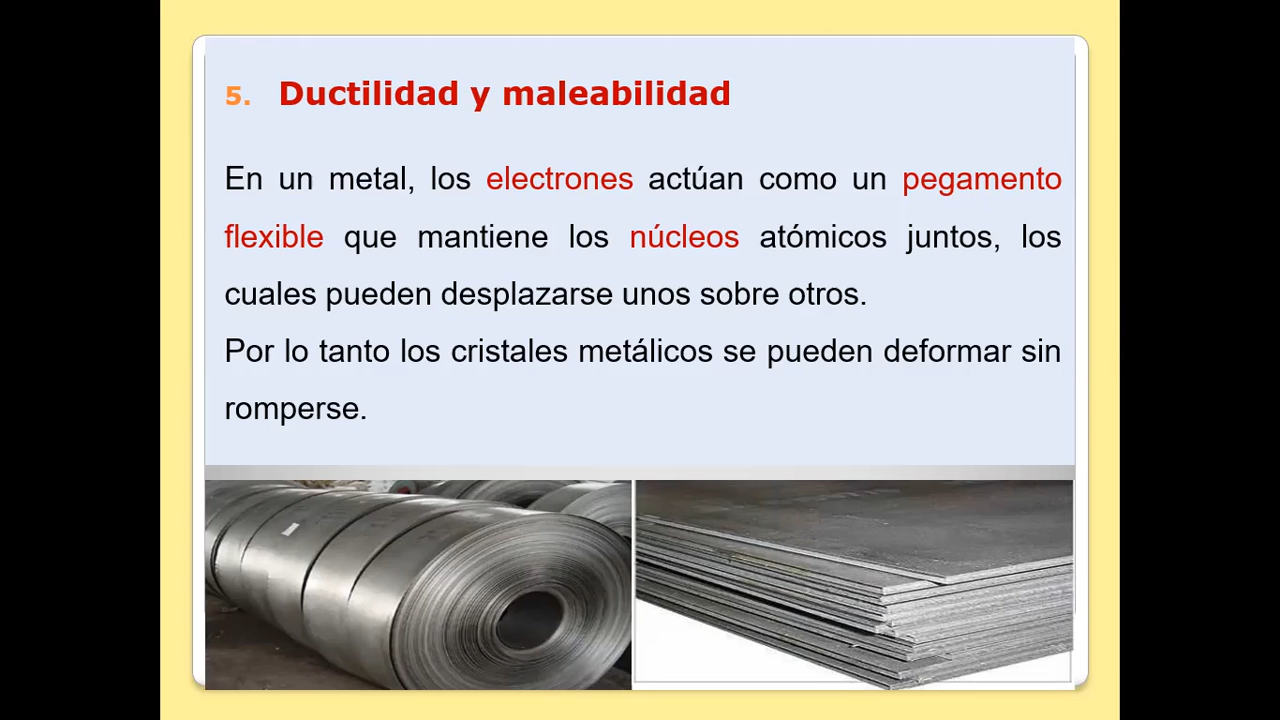 5. Ductilidad y maleabilidad
En un metal, los electrones actúan como un pegamento
flexible que mantiene los núcleos atómicos juntos, los
cuales pueden desplazarse unos sobre otros.
Por lo tanto los cristales metálicos se pueden deformar sin
romperse.